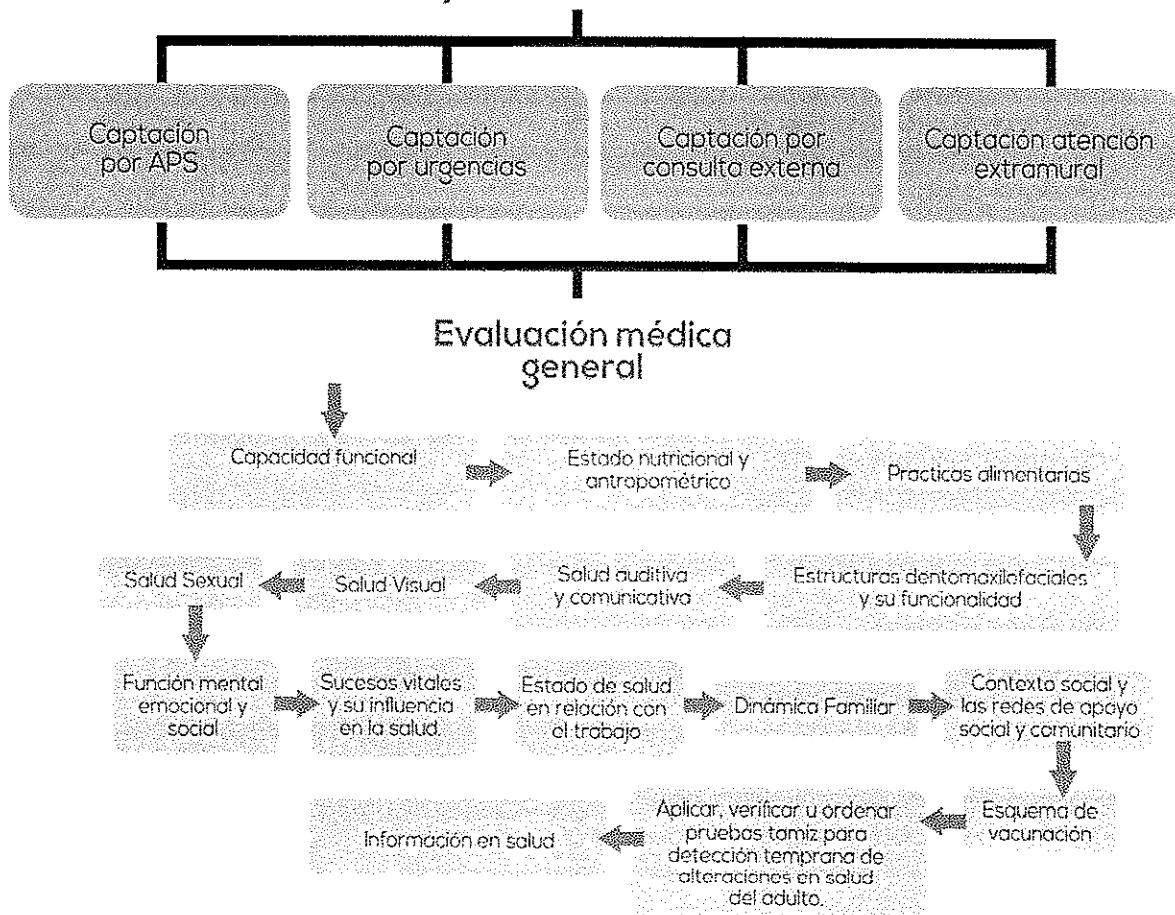 Captación
por APS
Captación
por urgencias
Captación por
consulta externa
Captación atención
extramural
Evaluación médica
general
Capacidad funcional
Estado nutricional y
antropométrico
Practicas alimentarias
Estructuras dentomaxilofaciales
y su funcionalidad
Salud auditiva
y comunicativa
Salud Visual
Salud Sexual
Función mental
emocional y
social
Sucesos vitales
y su influencia
en la salud.
Estado de salud
en relación con
el trabajo
Dinámica Familiar
Contexto social y
las redes de apoyo
social y comunitario
Esquema de
vacunación
Aplicar, verificar u ordenar
pruebas tamiz para
detección temprana de
alteraciones en salud
del adulto.
Información en salud